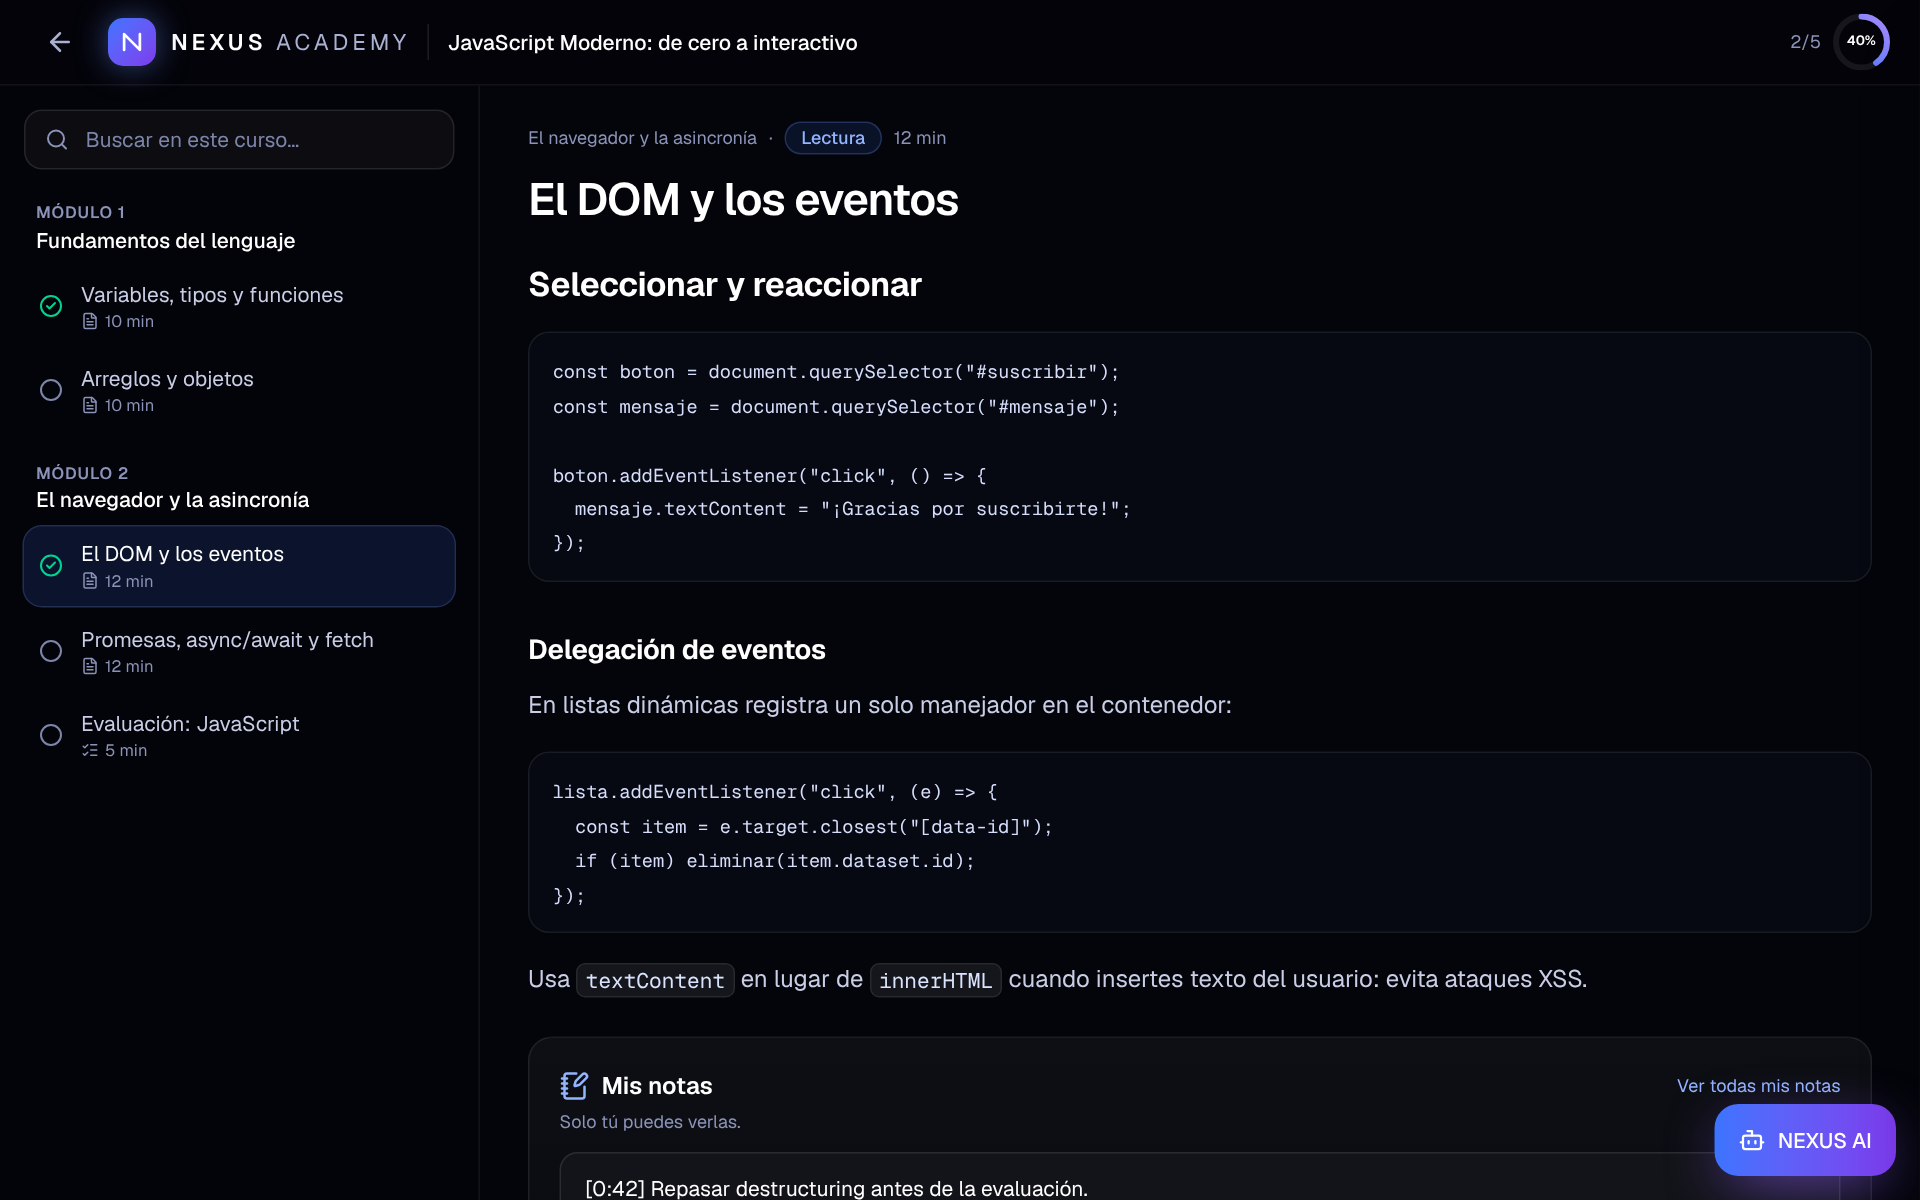 N NEXUS ACADEMY JavaScript Moderno: de cero a interactivo 2/5 40%
Buscar en este curso...
MÓDULO 1
Fundamentos del lenguaje
Variables, tipos y funciones
10 min
Arreglos y objetos
10 min
MÓDULO 2
El navegador y la asincronía
El DOM y los eventos
12 min
Promesas, async/await y fetch
12 min
Evaluación: JavaScript
5 min
El navegador y la asincronía · Lectura 12 min
El DOM y los eventos
Seleccionar y reaccionar
const boton = document.querySelector("#suscribir");
const mensaje = document.querySelector("#mensaje");
boton.addEventListener("click", () => {
  mensaje.textContent = "¡Gracias por suscribirte!";
});
Delegación de eventos
En listas dinámicas registra un solo manejador en el contenedor:
lista.addEventListener("click", (e) => {
  const item = e.target.closest("[data-id]");
  if (item) eliminar(item.dataset.id);
});
Usa textContent en lugar de innerHTML cuando insertes texto del usuario: evita ataques XSS.
Mis notas
Ver todas mis notas
Solo tú puedes verlas.
NEXUS AI
[0:42] Repasar destructuring antes de la evaluación.